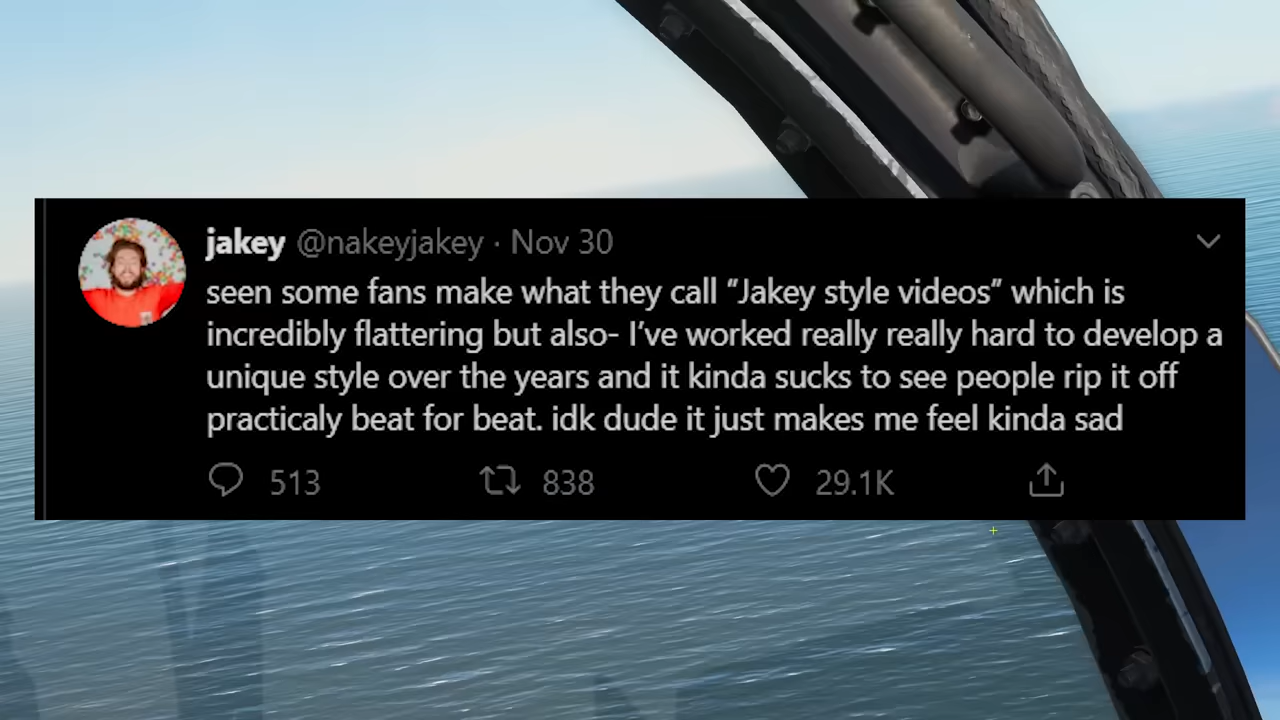 jakey @nakeyjakey · Nov 30
seen some fans make what they call “Jakey style videos” which is
incredibly flattering but also- I’ve worked really really hard to develop a
unique style over the years and it kinda sucks to see people rip it off
practicaly beat for beat. idk dude it just makes me feel kinda sad
513 838 29.1K